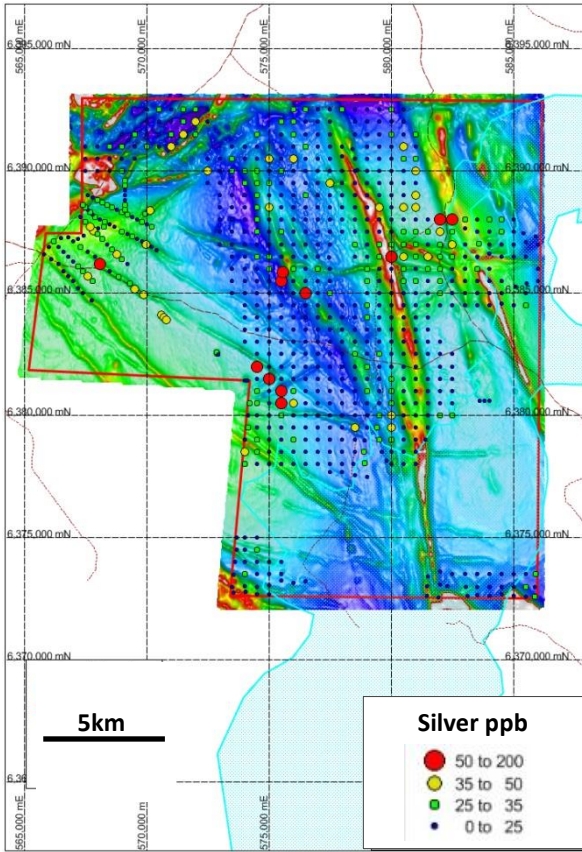 565,000 mE
570,000 mE
575,000 mE
580,000 mE
585,000 mE
6,395,000 mN
6,395,000 mN
6,390,000 mN
6,390,000 mN
6,385,000 mN
6,385,000 mN
6,380,000 mN
6,380,000 mN
6,375,000 mN
6,375,000 mN
6,370,000 mN
6,370,000 mN
5km
6,36
565,000 mE
570,000 m
575,000 mE
Silver ppb
50 to 200
35 to 50
25 to 35
0 to 25